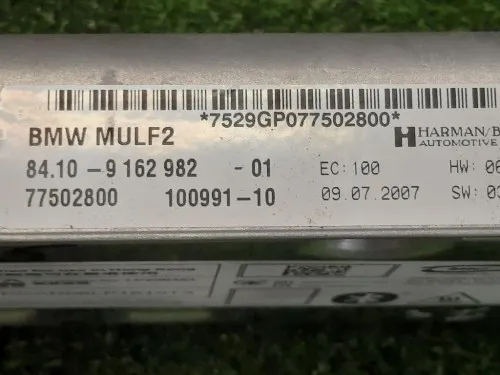 *7529GP077502800*
BMW MULF2
HARMAN/B
AUTOMOTIVE
84.10 - 9 162 982 - 01 EC: 100 HW: 06
77502800 100991-10 09.07.2007 SW: 03